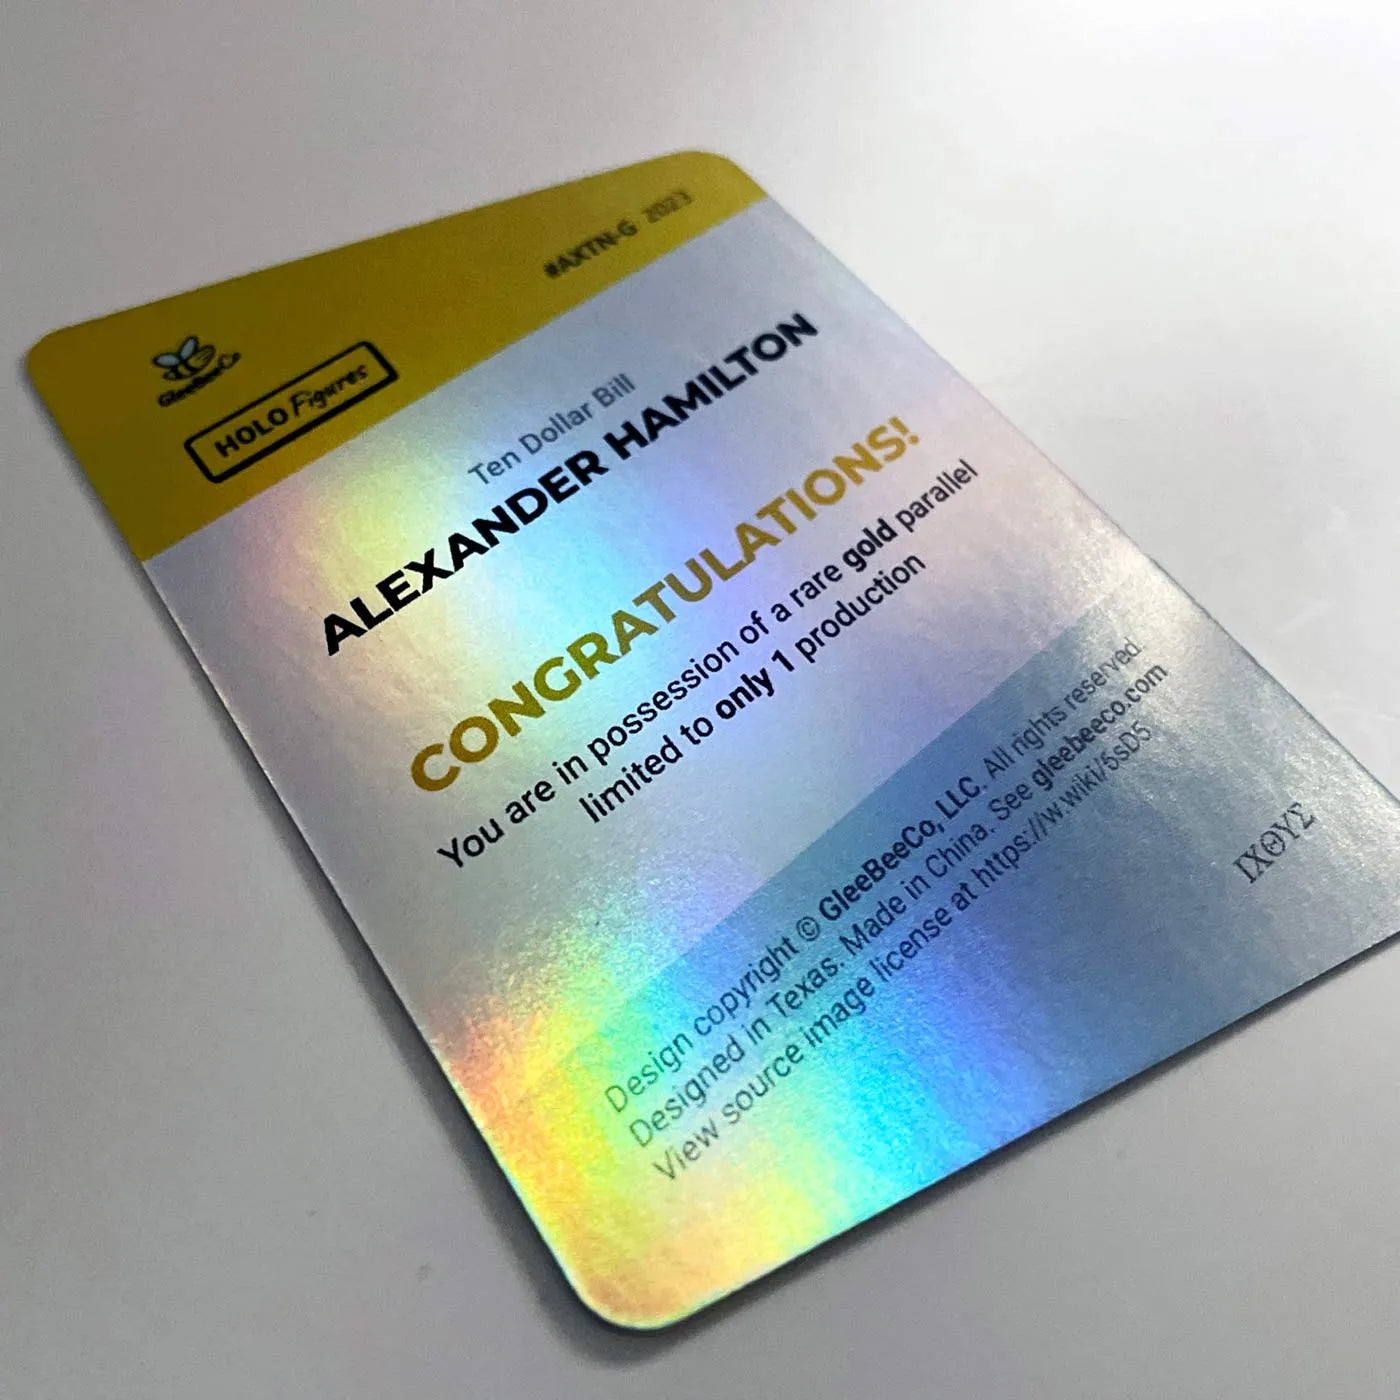 #AXTN-G 2023
GleeBeeCo
HOLO Figures
Ten Dollar Bill
ALEXANDER HAMILTON
CONGRATULATIONS!
You are in possession of a rare gold parallel
limited to only 1 production
Design copyright © GleeBeeCo, LLC. All rights reserved.
Designed in Texas. Made in China. See gleebeeco.com
View source image license at https://w.wiki/5sD5
ΙΧΘΥΣ